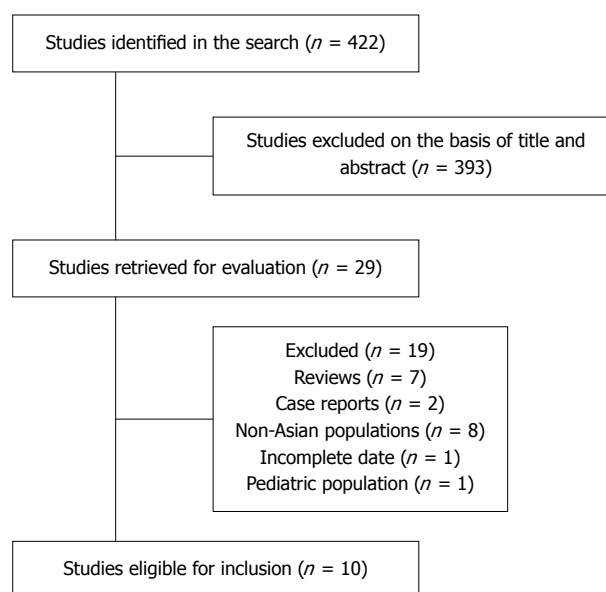 Studies identified in the search (n = 422)
Studies excluded on the basis of title and
abstract (n = 393)
Studies retrieved for evaluation (n = 29)
Excluded (n = 19)
Reviews (n = 7)
Case reports (n = 2)
Non-Asian populations (n = 8)
Incomplete date (n = 1)
Pediatric population (n = 1)
Studies eligible for inclusion (n = 10)